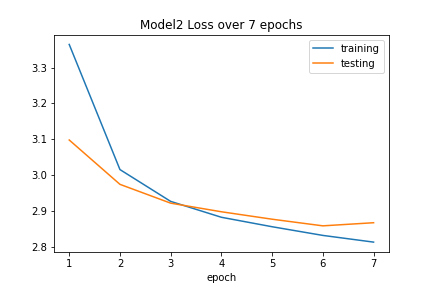 Model2 Loss over 7 epochs
training
testing
3.3
3.2
3.1
3.0
2.9
2.8
1 2 3 4 5 6 7
epoch